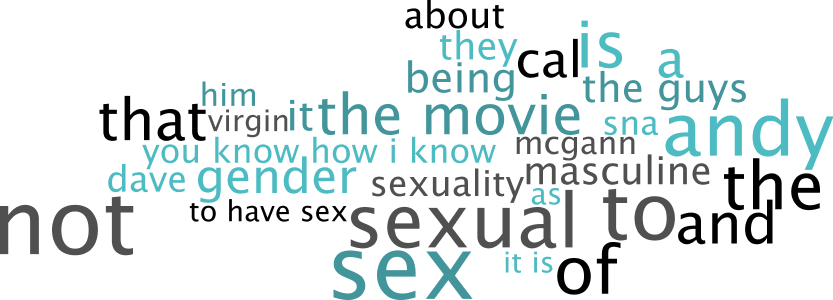 about
they cal is a
being the guys
him
that virgin it the movie sna andy
you know how i know mcgann
dave gender sexuality masculine the
as
not to have sex sexual to and
sex it is of